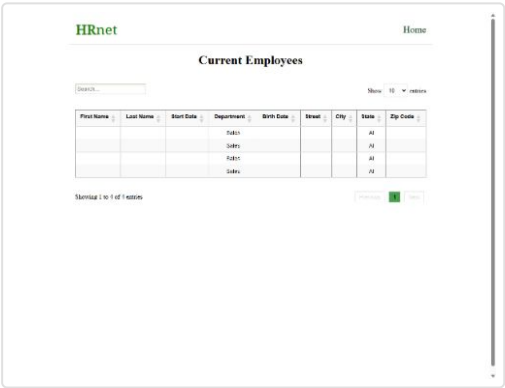 HRnet Home
Current Employees
Search...
Show 10 entries
First Name Last Name Start Date Department Birth Date Street City State Zip Code
Sales Al
Sales Al
Sales Al
Sales Al
Showing 1 to 4 of 4 entries
Previous 1 Next